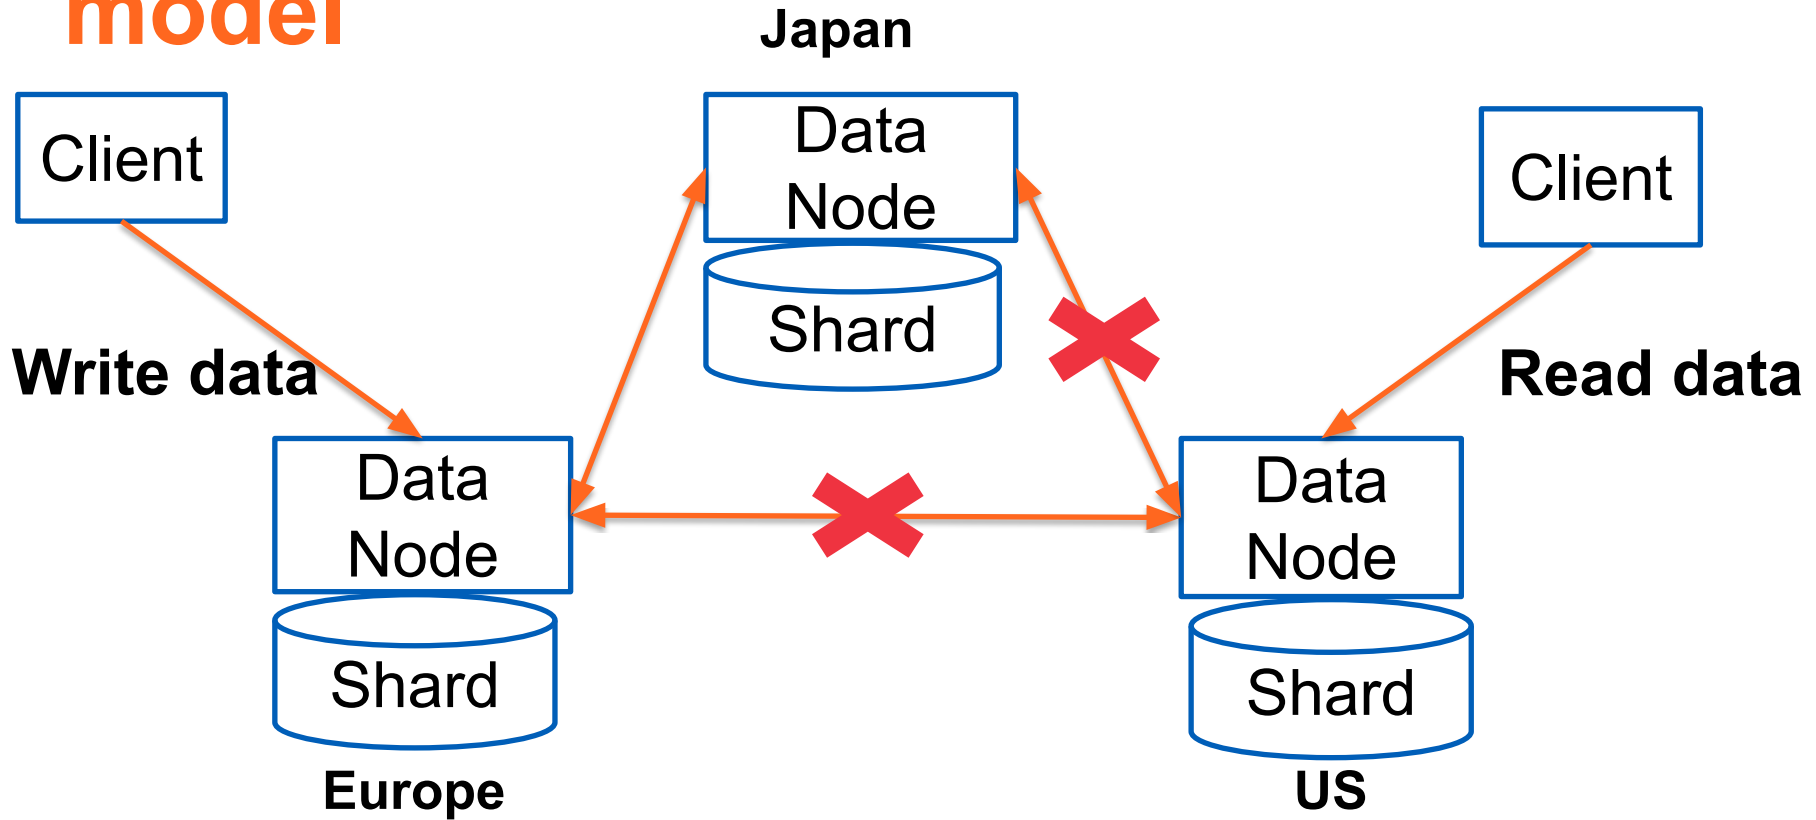 model
Japan
Client
Data
Node
Client
Shard
Write data
Read data
Data
Node
Data
Node
Shard
Shard
Europe
US